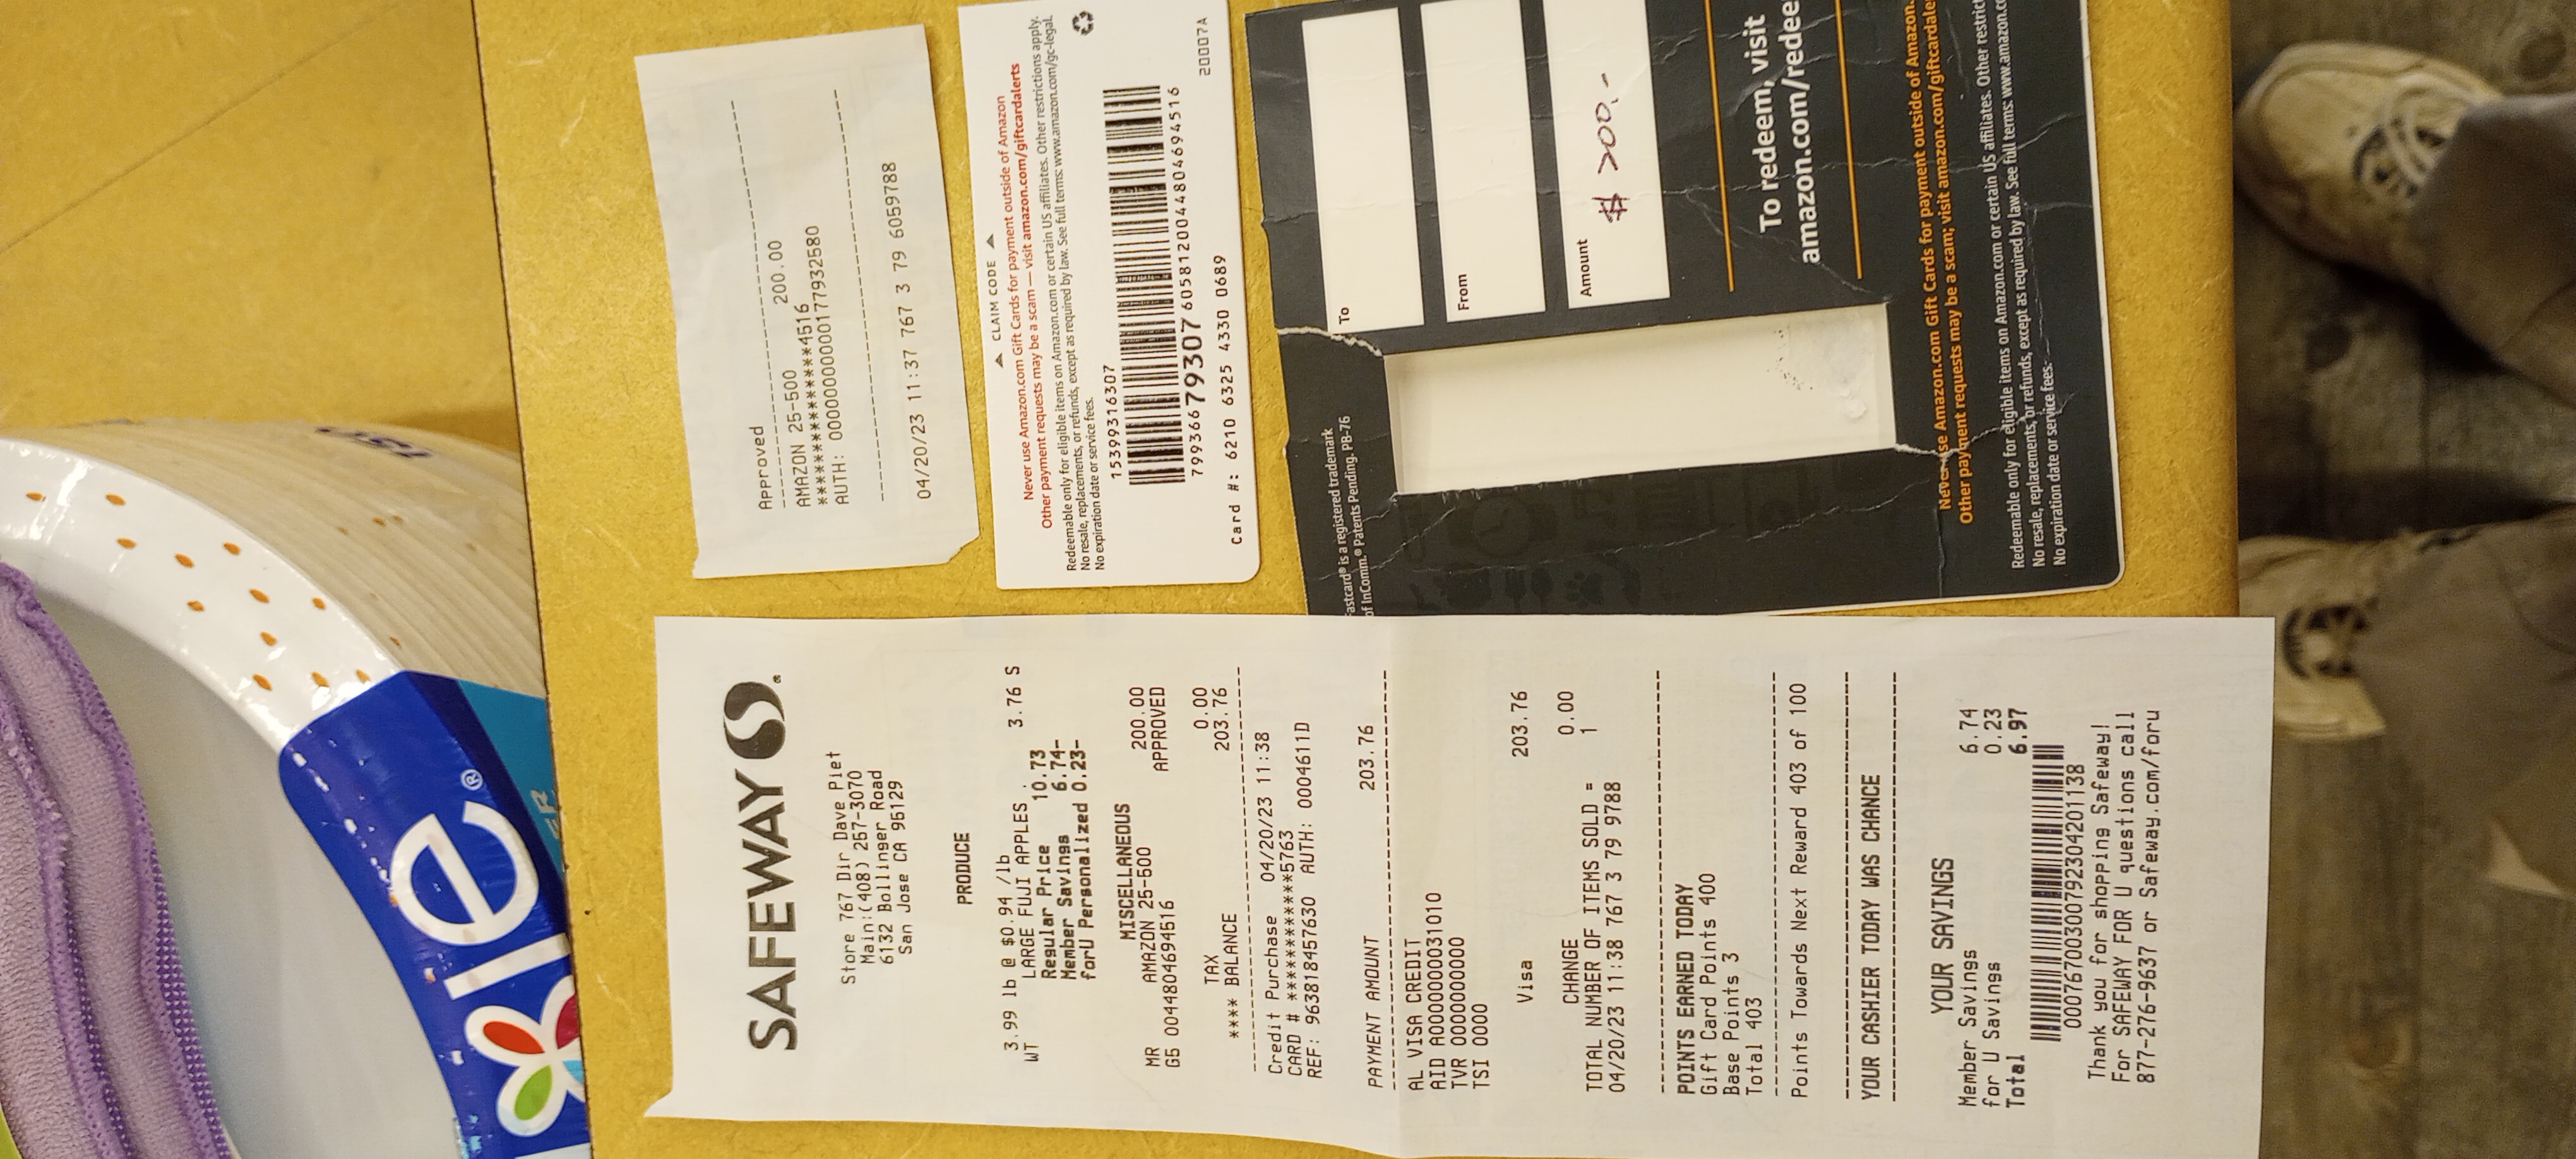 SAFEWAY
Store 767 Dir Dave Piet
Main:(408) 257-3070
6132 Bollinger Road
San Jose CA 95129
PRODUCE
3.99 lb @ $0.94 /lb
WT LARGE FUJI APPLES . 3.76 S
Regular Price 10.73
Member Savings 6.74-
forU Personalized 0.23-
MISCELLANEOUS
MR AMAZON 25-500 200.00
G5 004480469451​6 APPROVED
TAX 0.00
**** BALANCE 203.76
Credit Purchase 04/20/23 11:38
CARD # ************5763
REF: 963818457630 AUTH: 0004611D
PAYMENT AMOUNT 203.76
AL VISA CREDIT
AID A0000000031010
TVR 0000000000
TSI 0000
Visa 203.76
CHANGE 0.00
TOTAL NUMBER OF ITEMS SOLD = 1
04/20/23 11:38 767 3 79 9788
POINTS EARNED TODAY
Gift Card Points 400
Base Points 3
Total 403
Points Towards Next Reward 403 of 100
YOUR CASHIER TODAY WAS CHANCE
YOUR SAVINGS
Member Savings 6.74
for U Savings 0.23
Total 6.97
00076700300792304201138
Thank you for shopping Safeway!
For SAFEWAY FOR U questions call
877-276-9637 or Safeway.com/foru
Approved
AMAZON 25-500 200.00
***************4516
AUTH: 0000000000177932580
04/20/23 11:37 767 3 79 6059788
CLAIM CODE
Never use Amazon.com Gift Cards for payment outside of Amazon
Other payment requests may be a scam — visit amazon.com/giftcardalerts
Redeemable only for eligible items on Amazon.com or certain US affiliates. Other restrictions apply.
No resale, replacements, or refunds, except as required by law. See full terms: www.amazon.com/gc-legal.
No expiration date or service fees.
1539931630​7
79936679307 6058120044804694516
Card #: 6210 6325 4330 0689
20007A
astcard® is a registered trademark
of InComm.® Patents Pending. PB-76
To
From
Amount
$ 200.-
To redeem, visit
amazon.com/redee
Never use Amazon.com Gift Cards for payment outside of Amazon.
Other payment requests may be a scam; visit amazon.com/giftcardale
Redeemable only for eligible items on Amazon.com or certain US affiliates. Other restric
No resale, replacements, or refunds, except as required by law. See full terms: www.amazon.c
No expiration date or service fees.